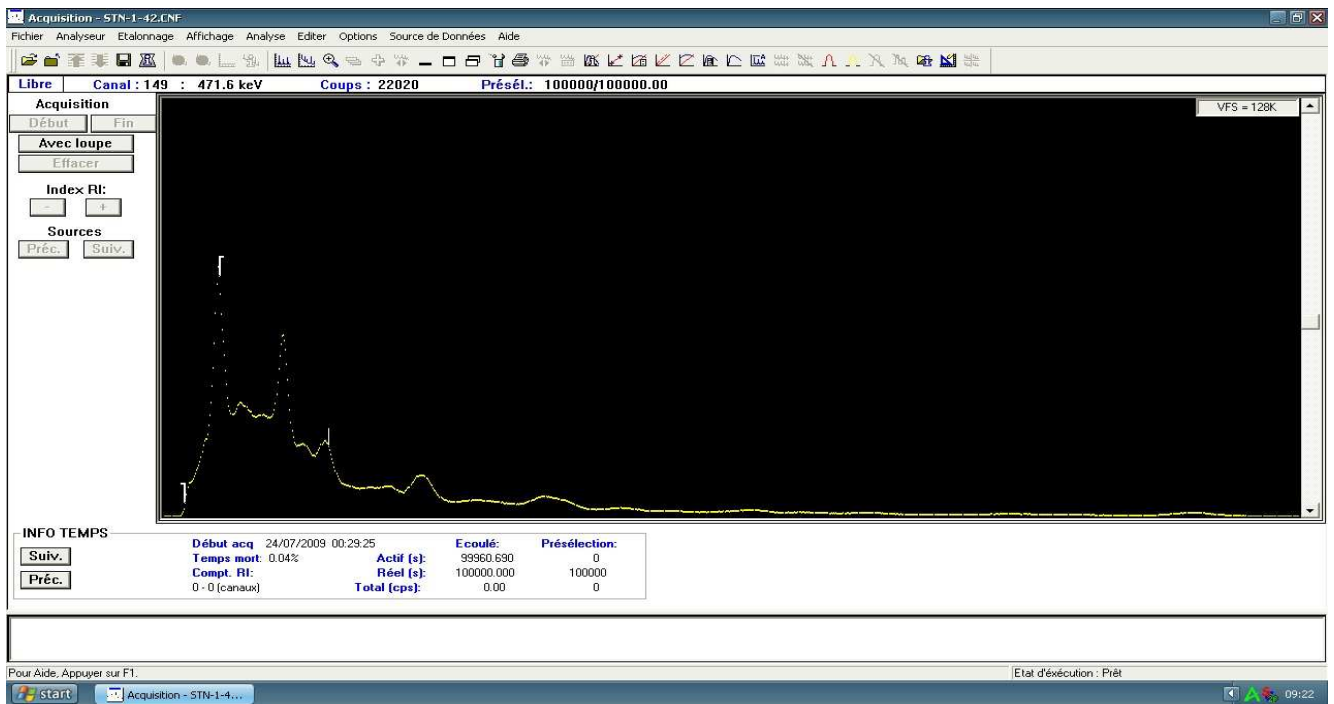 Acquisition - STN-1-42.CNF
Fichier Analyseur Etalonnage Affichage Analyse Editer Options Source de Données Aide
Libre Canal : 149 : 471.6 keV Coups : 22020 Présél.: 100000/100000.00
Acquisition
Début Fin
Avec loupe
Effacer
Index RI:
- +
Sources
Préc. Suiv.
VFS = 128K
INFO TEMPS
Suiv.
Préc.
Début acq 24/07/2009 00:29:25 Ecoulé: Présélection:
Temps mort: 0.04% Actif (s): 99960.690 0
Compt. RI: Réel (s): 100000.000 100000
0 - 0 (canaux) Total (cps): 0.00 0
Pour Aide, Appuyer sur F1. Etat d'éxécution : Prêt
start Acquisition - STN-1-4... 09:22